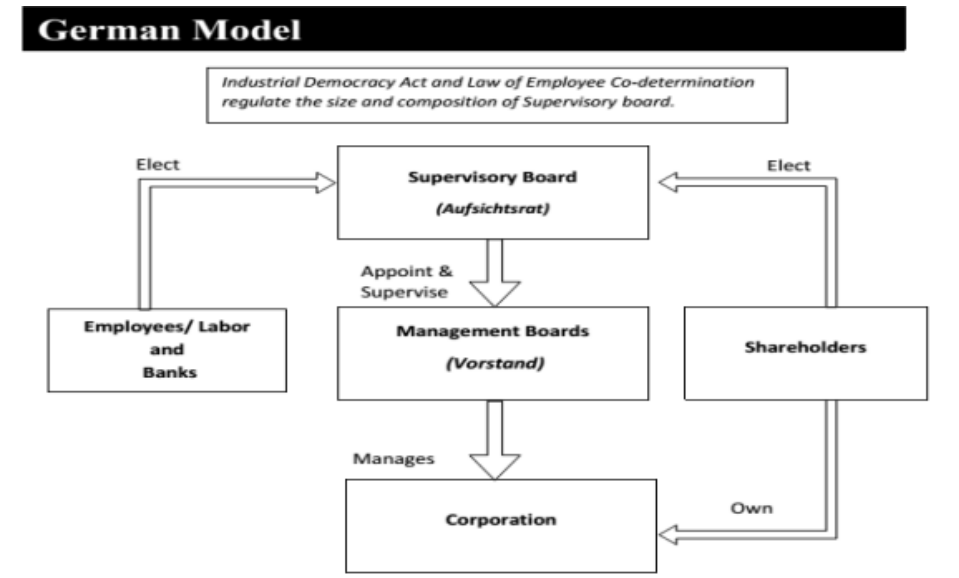 German Model
Industrial Democracy Act and Law of Employee Co-determination
regulate the size and composition of Supervisory board.
Elect
Elect
Supervisory Board
(Aufsichtsrat)
Appoint &
Supervise
Employees/ Labor
and
Banks
Management Boards
(Vorstand)
Shareholders
Manages
Corporation
Own